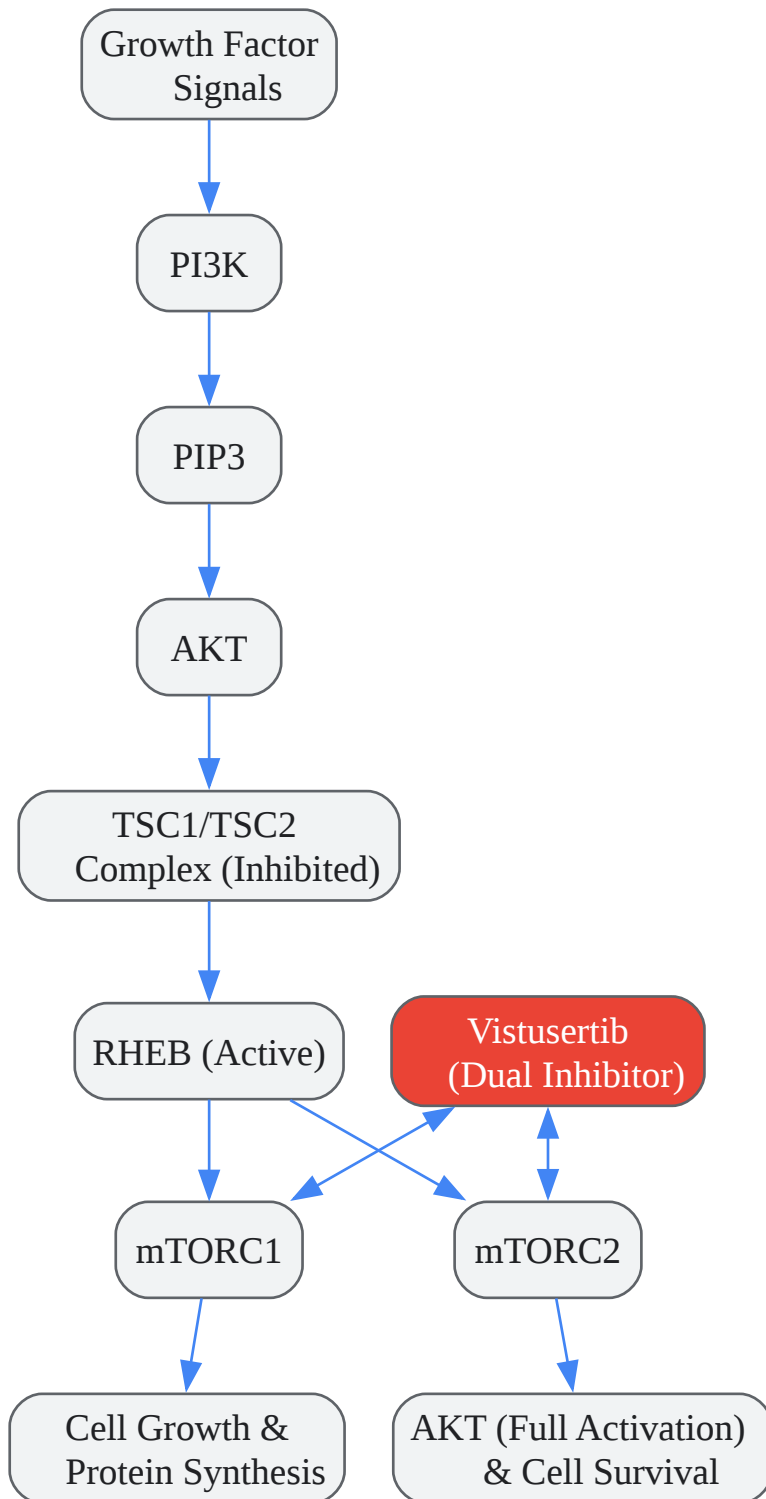 Growth Factor
Signals
PI3K
PIP3
AKT
TSC1/TSC2
Complex (Inhibited)
RHEB (Active)
Vistusertib
(Dual Inhibitor)
mTORC1
mTORC2
Cell Growth &
Protein Synthesis
AKT (Full Activation)
& Cell Survival